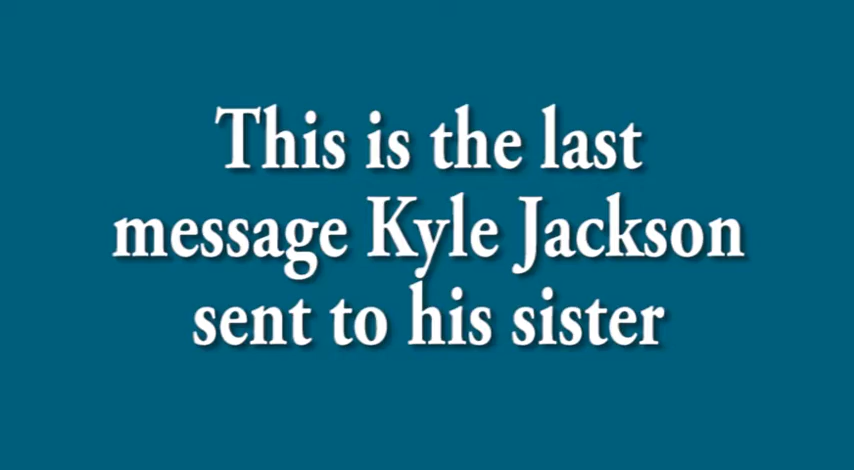 This is the last
message Kyle Jackson
sent to his sister